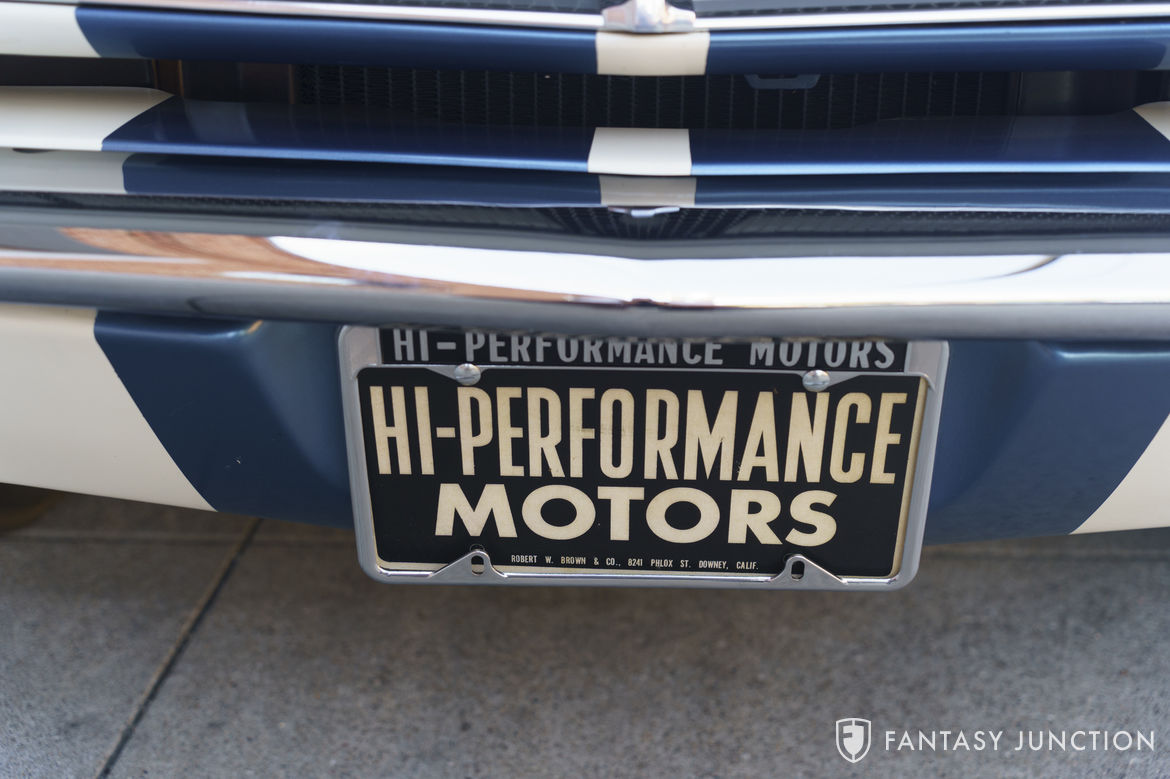 HI-PERFORMANCE MOTORS
HI-PERFORMANCE
MOTORS
ROBERT W. BROWN & CO., 8241 PHLOX ST. DOWNEY, CALIF.
FANTASY JUNCTION